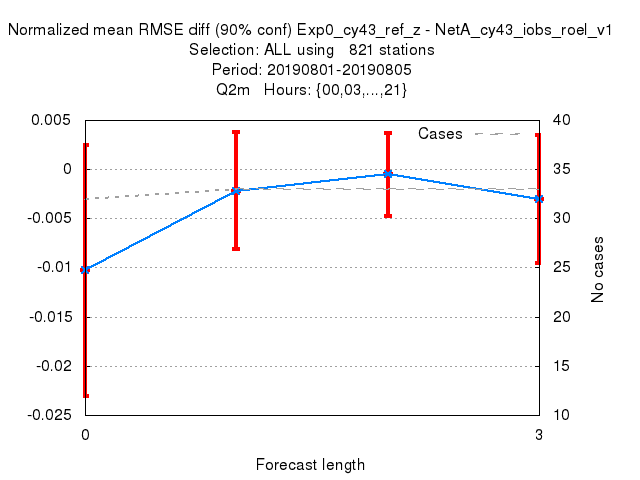 Normalized mean RMSE diff (90% conf) Exp0_cy43_ref_z - NetA_cy43_iobs_roel_v1
Selection: ALL using   821 stations
Period: 20190801-20190805
Q2m   Hours: {00,03,...,21}
0.005
0
-0.005
-0.01
-0.015
-0.02
-0.025
Cases
40
35
30
25
20
15
10
No cases
0
3
Forecast length